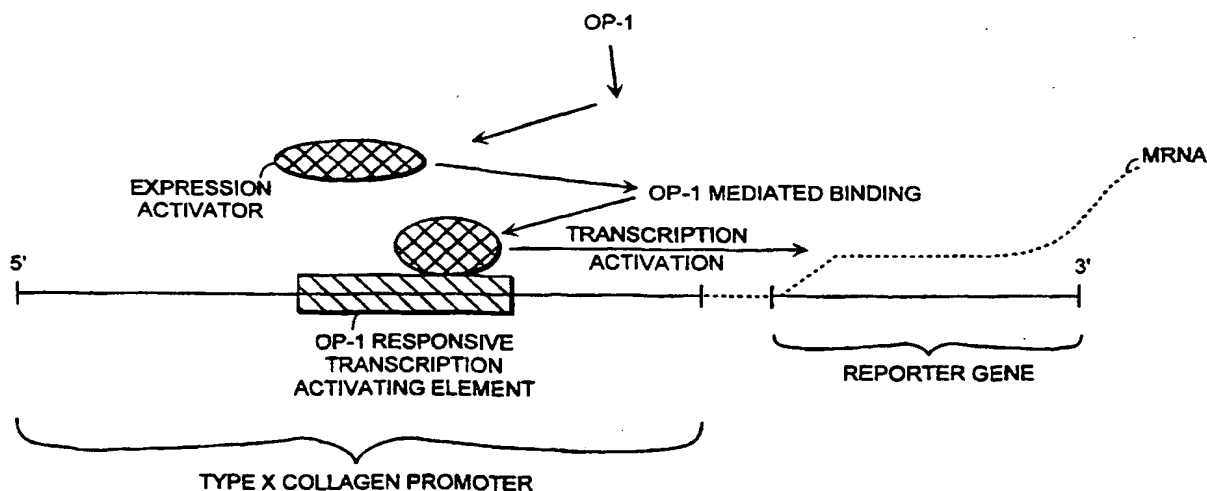 OP-1
EXPRESSION
ACTIVATOR
MRNA
OP-1 MEDIATED BINDING
TRANSCRIPTION
ACTIVATION
5'
3'
OP-1 RESPONSIVE
TRANSCRIPTION
ACTIVATING ELEMENT
REPORTER GENE
TYPE X COLLAGEN PROMOTER